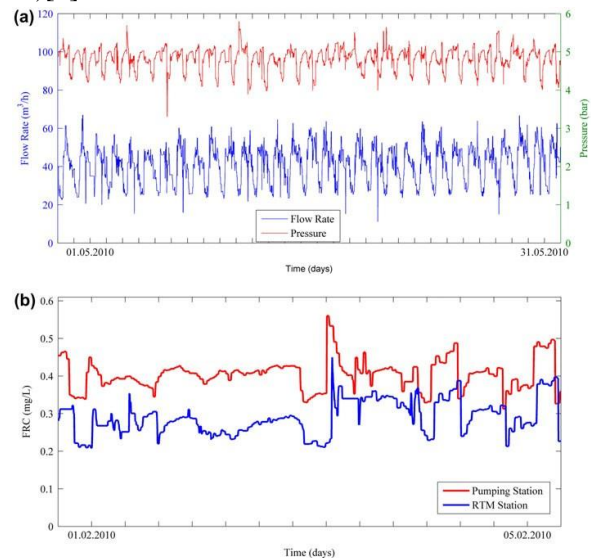 (a)
120
100
80
60
40
20
0
Flow Rate (m³/h)
6
5
4
3
2
1
0
Pressure (bar)
Flow Rate
Pressure
01.05.2010
31.05.2010
Time (days)
(b)
0.6
0.5
0.4
0.3
0.2
0.1
0
FRC (mg/L)
Pumping Station
RTM Station
01.02.2010
05.02.2010
Time (days)